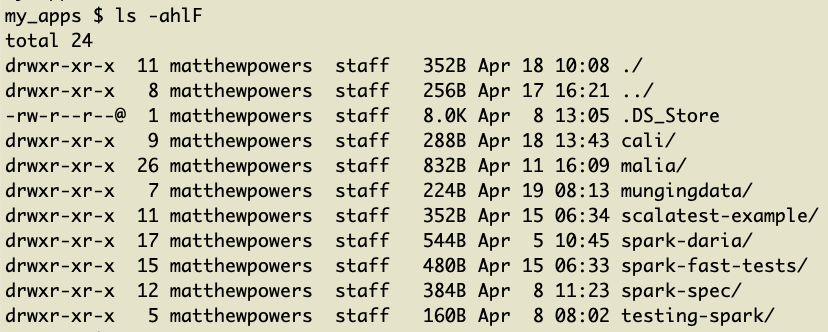 my_apps $ ls -ahlF
total 24
drwxr-xr-x  11 matthewpowers  staff   352B Apr 18 10:08 ./
drwxr-xr-x   8 matthewpowers  staff   256B Apr 17 16:21 ../
-rw-r--r--@  1 matthewpowers  staff   8.0K Apr  8 13:05 .DS_Store
drwxr-xr-x   9 matthewpowers  staff   288B Apr 18 13:43 cali/
drwxr-xr-x  26 matthewpowers  staff   832B Apr 11 16:09 malia/
drwxr-xr-x   7 matthewpowers  staff   224B Apr 19 08:13 mungingdata/
drwxr-xr-x  11 matthewpowers  staff   352B Apr 15 06:34 scalatest-example/
drwxr-xr-x  17 matthewpowers  staff   544B Apr  5 10:45 spark-daria/
drwxr-xr-x  15 matthewpowers  staff   480B Apr 15 06:33 spark-fast-tests/
drwxr-xr-x  12 matthewpowers  staff   384B Apr  8 11:23 spark-spec/
drwxr-xr-x   5 matthewpowers  staff   160B Apr  8 08:02 testing-spark/